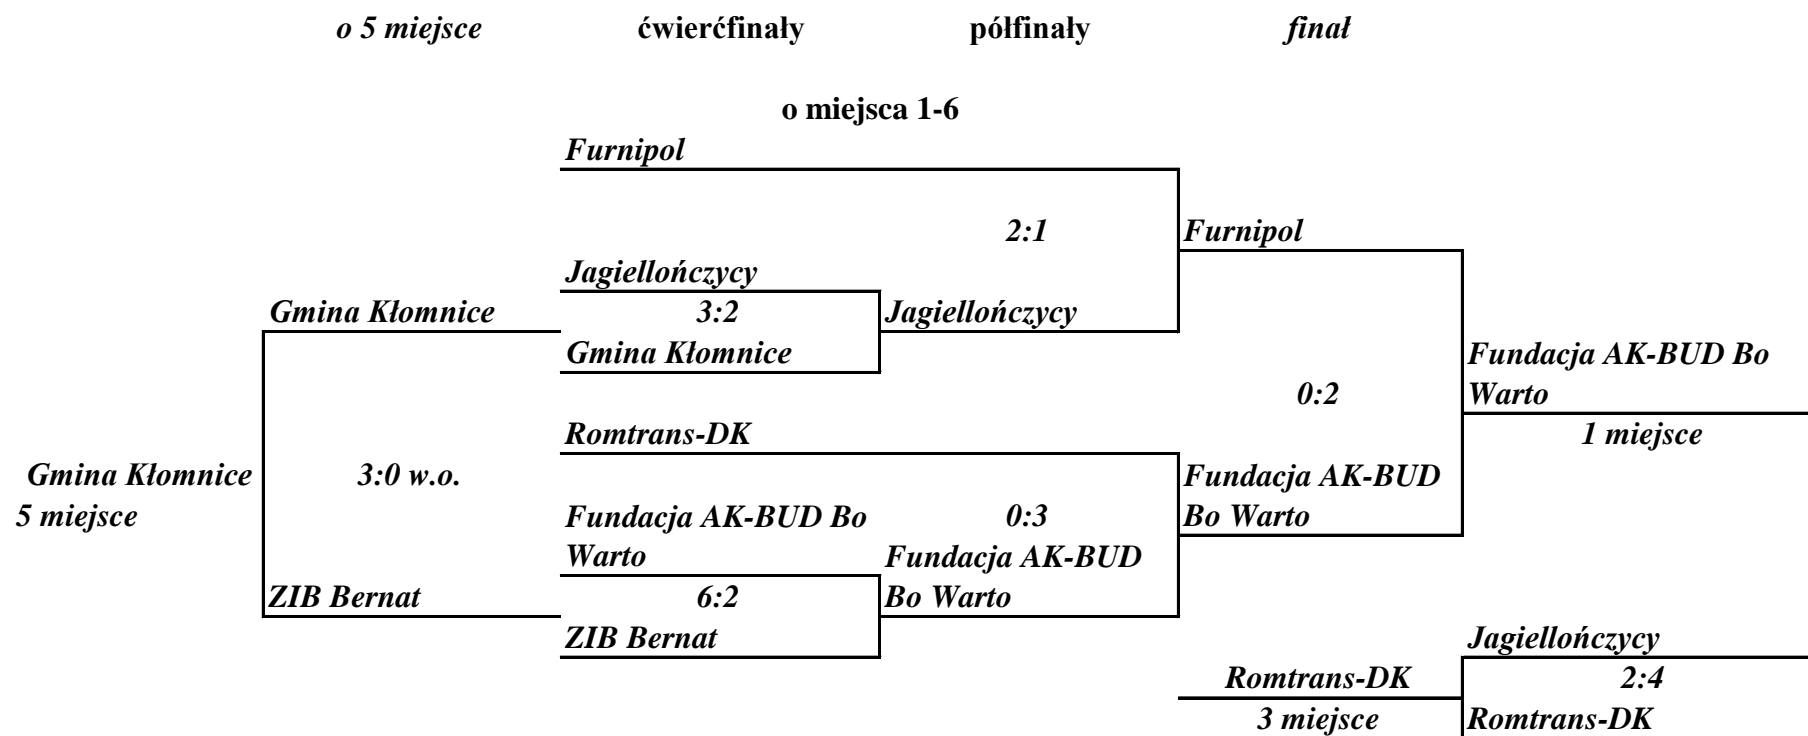 o 5 miejsce
ćwierćfinały
półfinały
finał
o miejsca 1-6
Furnipol
2:1
Furnipol
Jagiellończycy
Gmina Kłomnice
3:2
Jagiellończycy
Gmina Kłomnice
Fundacja AK-BUD Bo
Warto
0:2
1 miejsce
Romtrans-DK
Gmina Kłomnice
5 miejsce
3:0 w.o.
Fundacja AK-BUD
Bo Warto
Fundacja AK-BUD Bo
Warto
0:3
Fundacja AK-BUD
Bo Warto
ZIB Bernat
6:2
ZIB Bernat
Jagiellończycy
Romtrans-DK
2:4
3 miejsce
Romtrans-DK